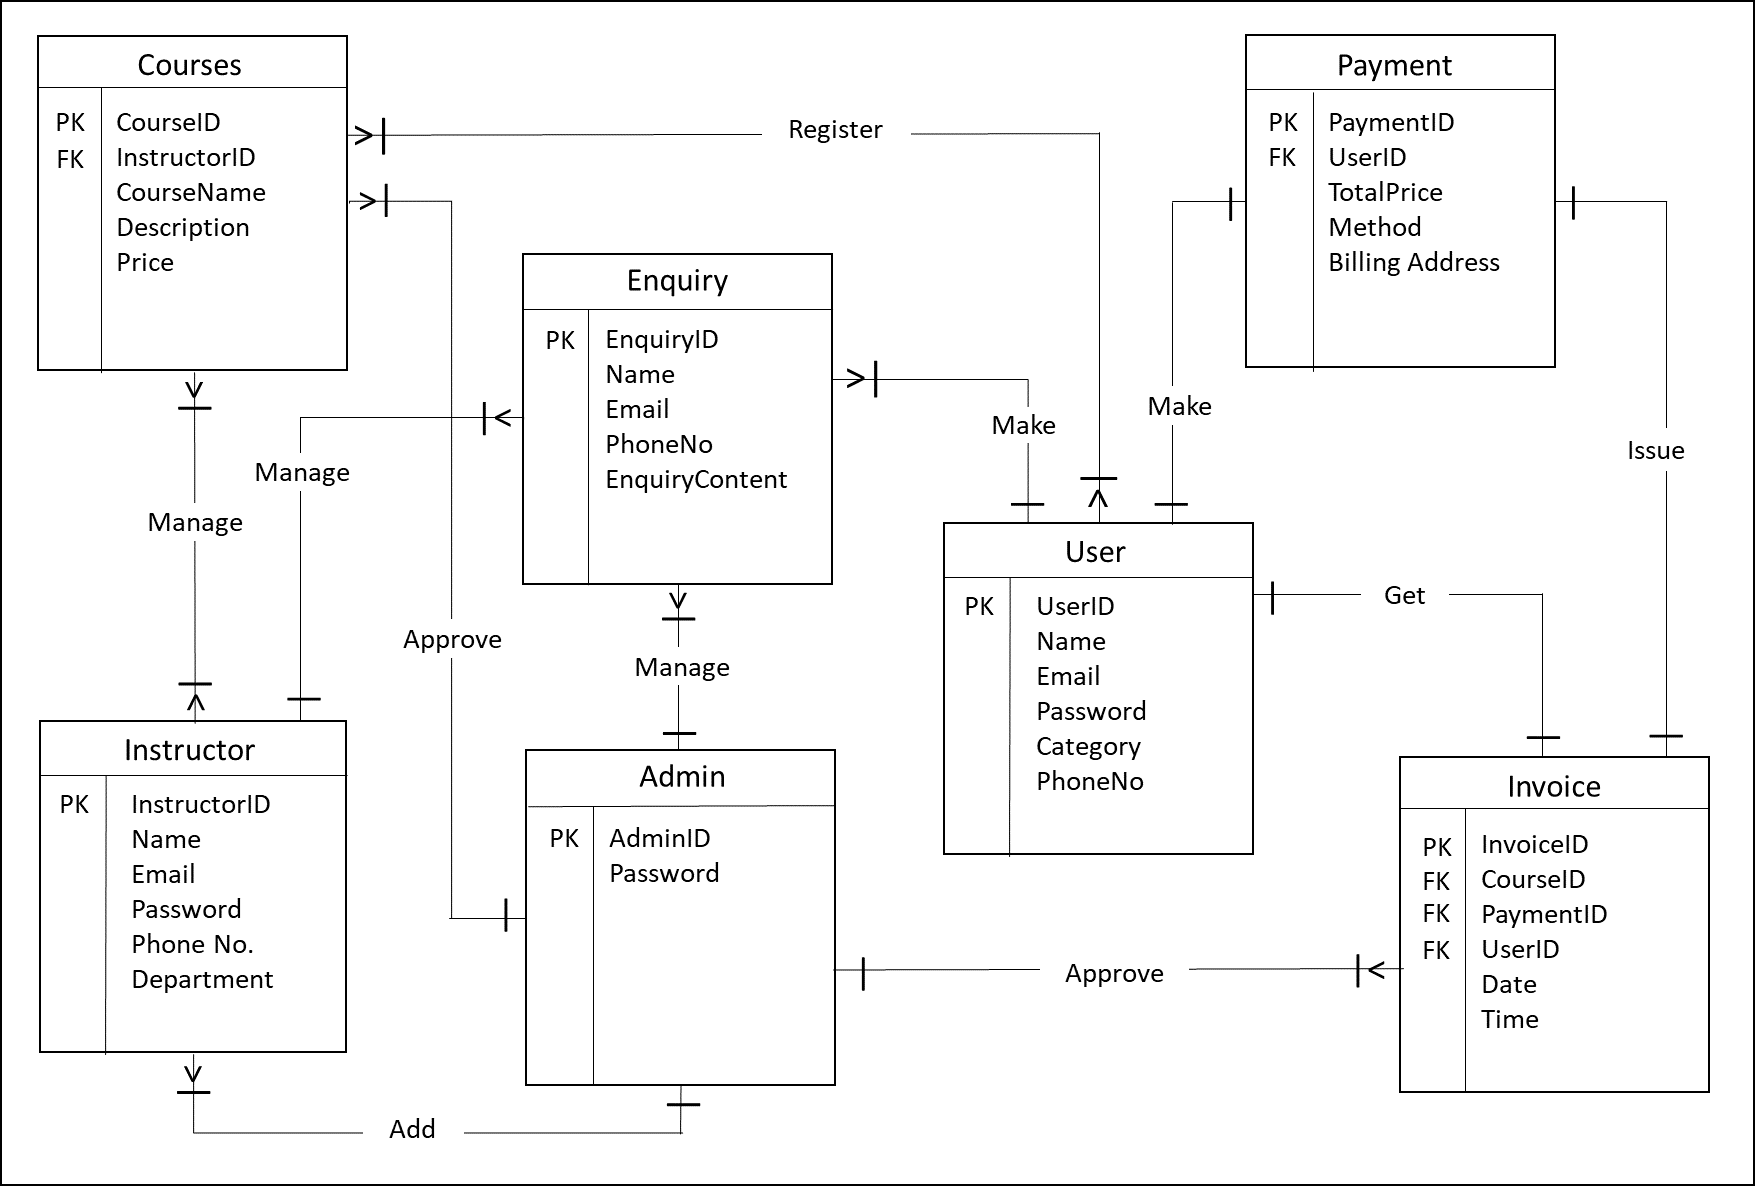 Courses
PK CourseID
FK InstructorID
CourseName
Description
Price
Register
Payment
PK PaymentID
FK UserID
TotalPrice
Method
Billing Address
Enquiry
PK EnquiryID
Name
Email
PhoneNo
EnquiryContent
Make
Make
Issue
Manage
Manage
Approve
Manage
User
PK UserID
Name
Email
Password
Category
PhoneNo
Get
Instructor
PK InstructorID
Name
Email
Password
Phone No.
Department
Admin
PK AdminID
Password
Invoice
PK InvoiceID
FK CourseID
FK PaymentID
FK UserID
Date
Time
Approve
Add